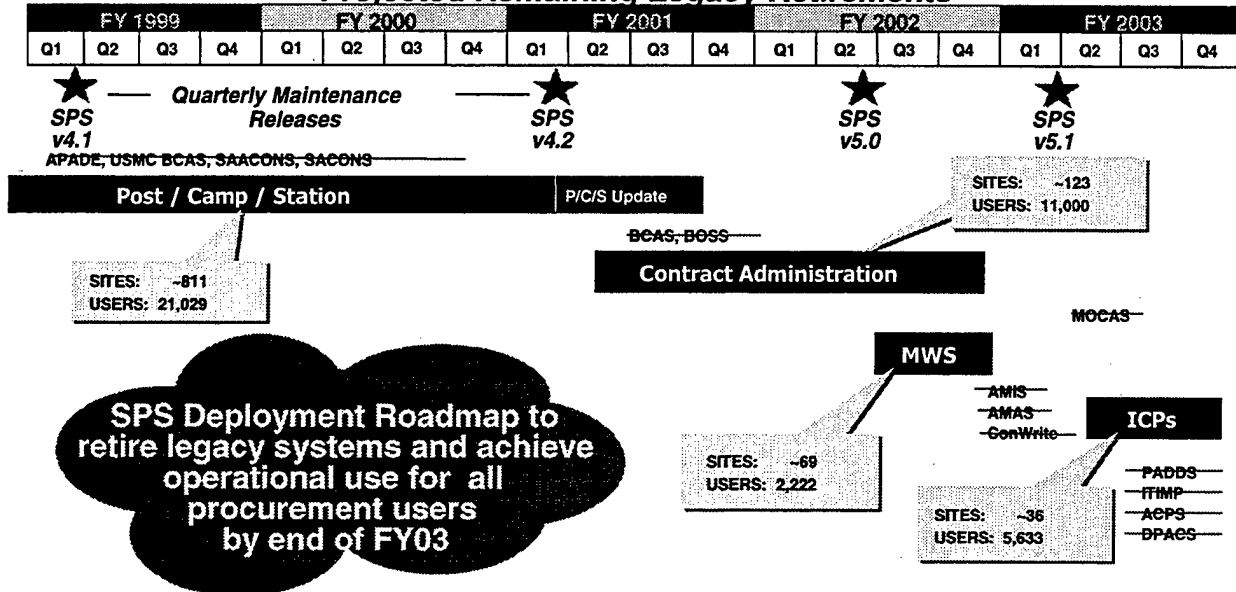 Projected Remaining Legacy Retirements
FY 1999 FY 2000 FY 2001 FY 2002 FY 2003
Q1 Q2 Q3 Q4 Q1 Q2 Q3 Q4 Q1 Q2 Q3 Q4 Q1 Q2 Q3 Q4 Q1 Q2 Q3 Q4
Quarterly Maintenance
Releases
SPS
v4.1
SPS
v4.2
SPS
v5.0
SPS
v5.1
APADE, USMC BCAS, SAACONS, SACONS
Post / Camp / Station
P/C/S Update
SITES: ~811
USERS: 21,029
BCAS, BOSS
Contract Administration
SITES: ~123
USERS: 11,000
MOCAS
MWS
SITES: ~69
USERS: 2,222
AMIS
AMAS
ConWrite
ICPs
SITES: ~36
USERS: 5,633
PADDS
ITIMP
ACPS
DPACS
SPS Deployment Roadmap to
retire legacy systems and achieve
operational use for all
procurement users
by end of FY03